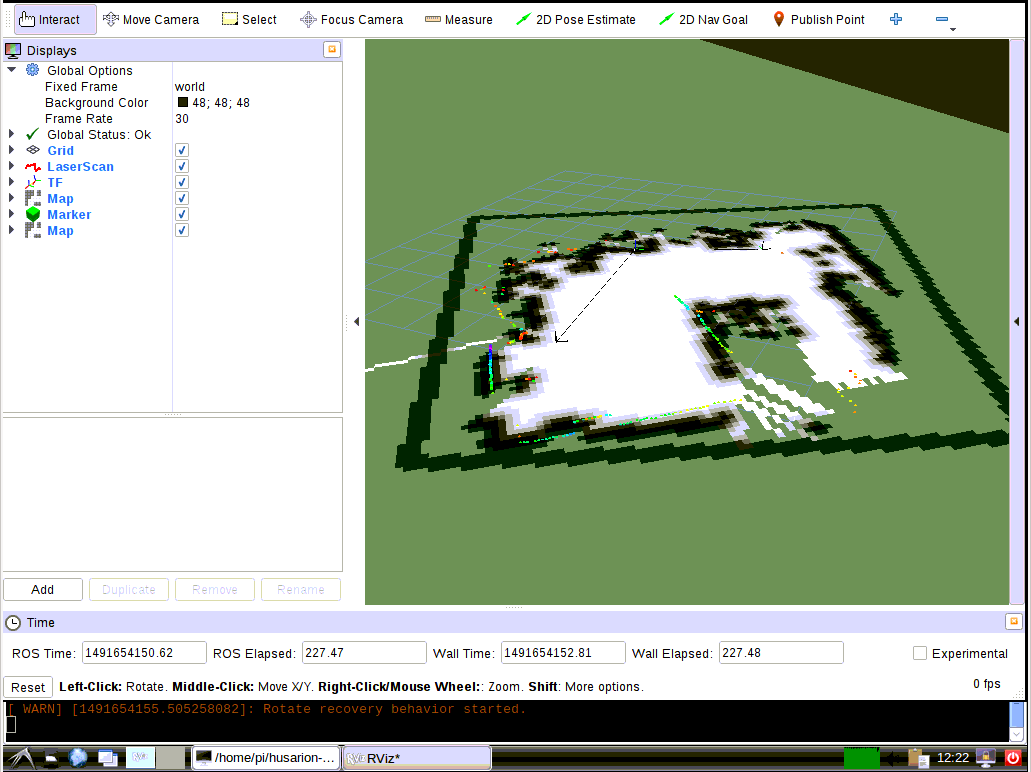 Interact Move Camera Select Focus Camera Measure 2D Pose Estimate 2D Nav Goal Publish Point
Displays
Global Options
Fixed Frame world
Background Color 48; 48; 48
Frame Rate 30
Global Status: Ok
Grid
LaserScan
TF
Map
Marker
Map
Add Duplicate Remove Rename
Time
ROS Time: 1491654150.62 ROS Elapsed: 227.47 Wall Time: 1491654152.81 Wall Elapsed: 227.48 Experimental
Reset Left-Click: Rotate. Middle-Click: Move X/Y. Right-Click/Mouse Wheel:: Zoom. Shift: More options. 0 fps
[ WARN] [1491654155.505258082]: Rotate recovery behavior started.
/home/pi/husarion-... RViz* 12:22